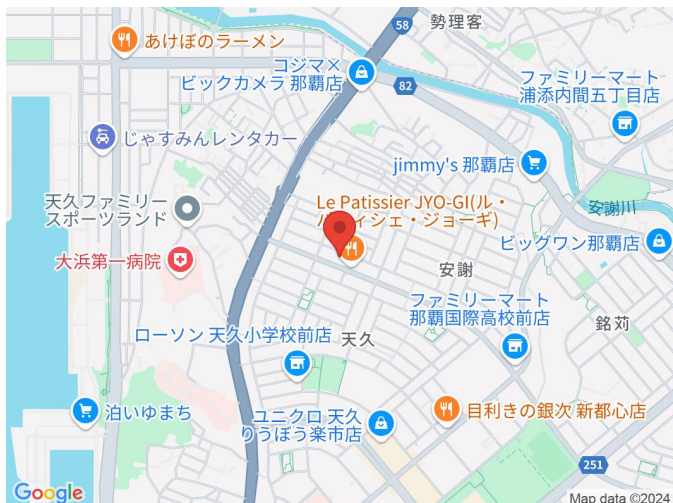 勢理客
58
あけぼのラーメン
コジマ×
ビックカメラ 那覇店
82
ファミリーマート
浦添内間五丁目店
じゃすみんレンタカー
jimmy's 那覇店
天久ファミリー
スポーツランド
Le Patissier JYO-GI(ル・
パティシェ・ジョーギ)
安謝川
ビッグワン那覇店
大浜第一病院
安謝
ファミリーマート
那覇国際高校前店
銘苅
ローソン 天久小学校前店
天久
泊いゆまち
ユニクロ 天久
りうぼう楽市店
目利きの銀次 新都心店
251
Google
Map data ©2024